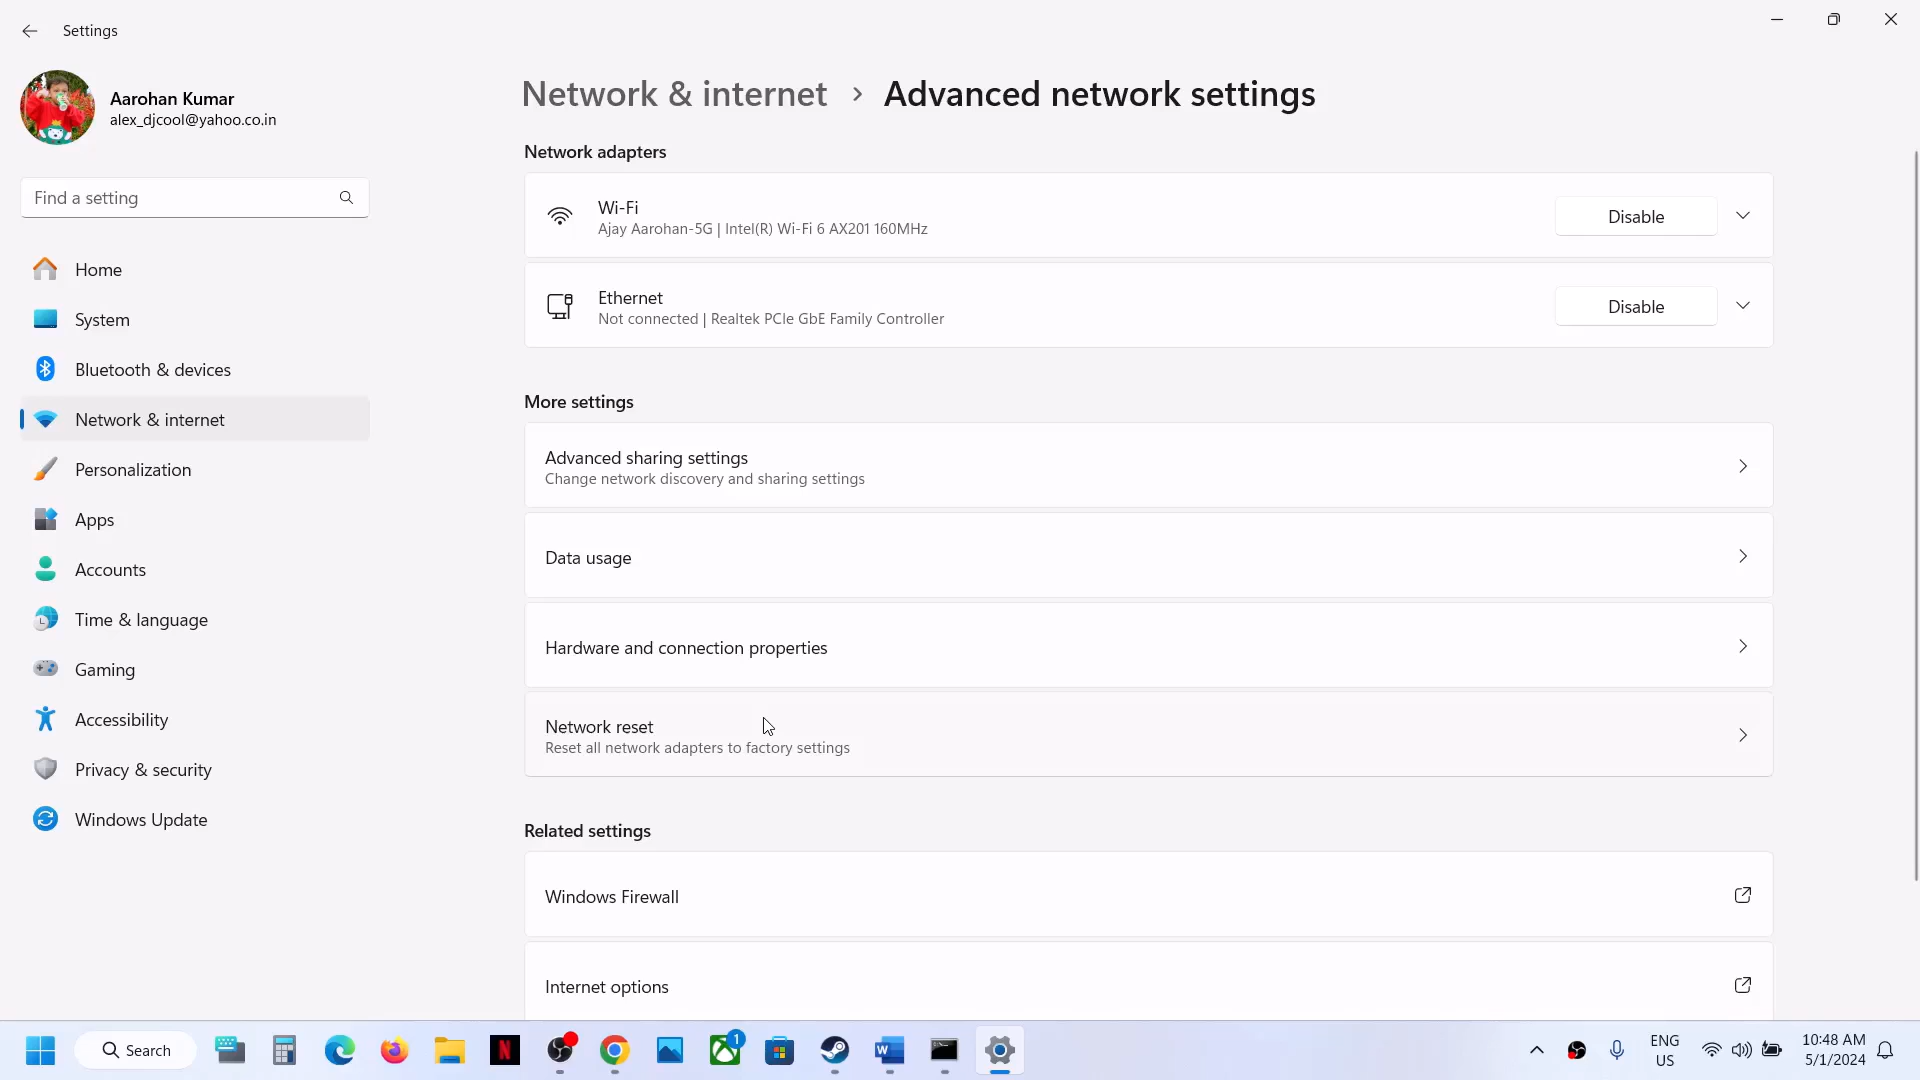 Settings
Aarohan Kumar
alex_djcool@yahoo.co.in
Find a setting
Home
System
Bluetooth & devices
Network & internet
Personalization
Apps
Accounts
Time & language
Gaming
Accessibility
Privacy & security
Windows Update
Network & internet > Advanced network settings
Network adapters
Wi-Fi
Ajay Aarohan-5G | Intel(R) Wi-Fi 6 AX201 160MHz
Disable
Ethernet
Not connected | Realtek PCIe GbE Family Controller
Disable
More settings
Advanced sharing settings
Change network discovery and sharing settings
Data usage
Hardware and connection properties
Network reset
Reset all network adapters to factory settings
Related settings
Windows Firewall
Internet options
Search
N
1
W
ENG
US
10:48 AM
5/1/2024